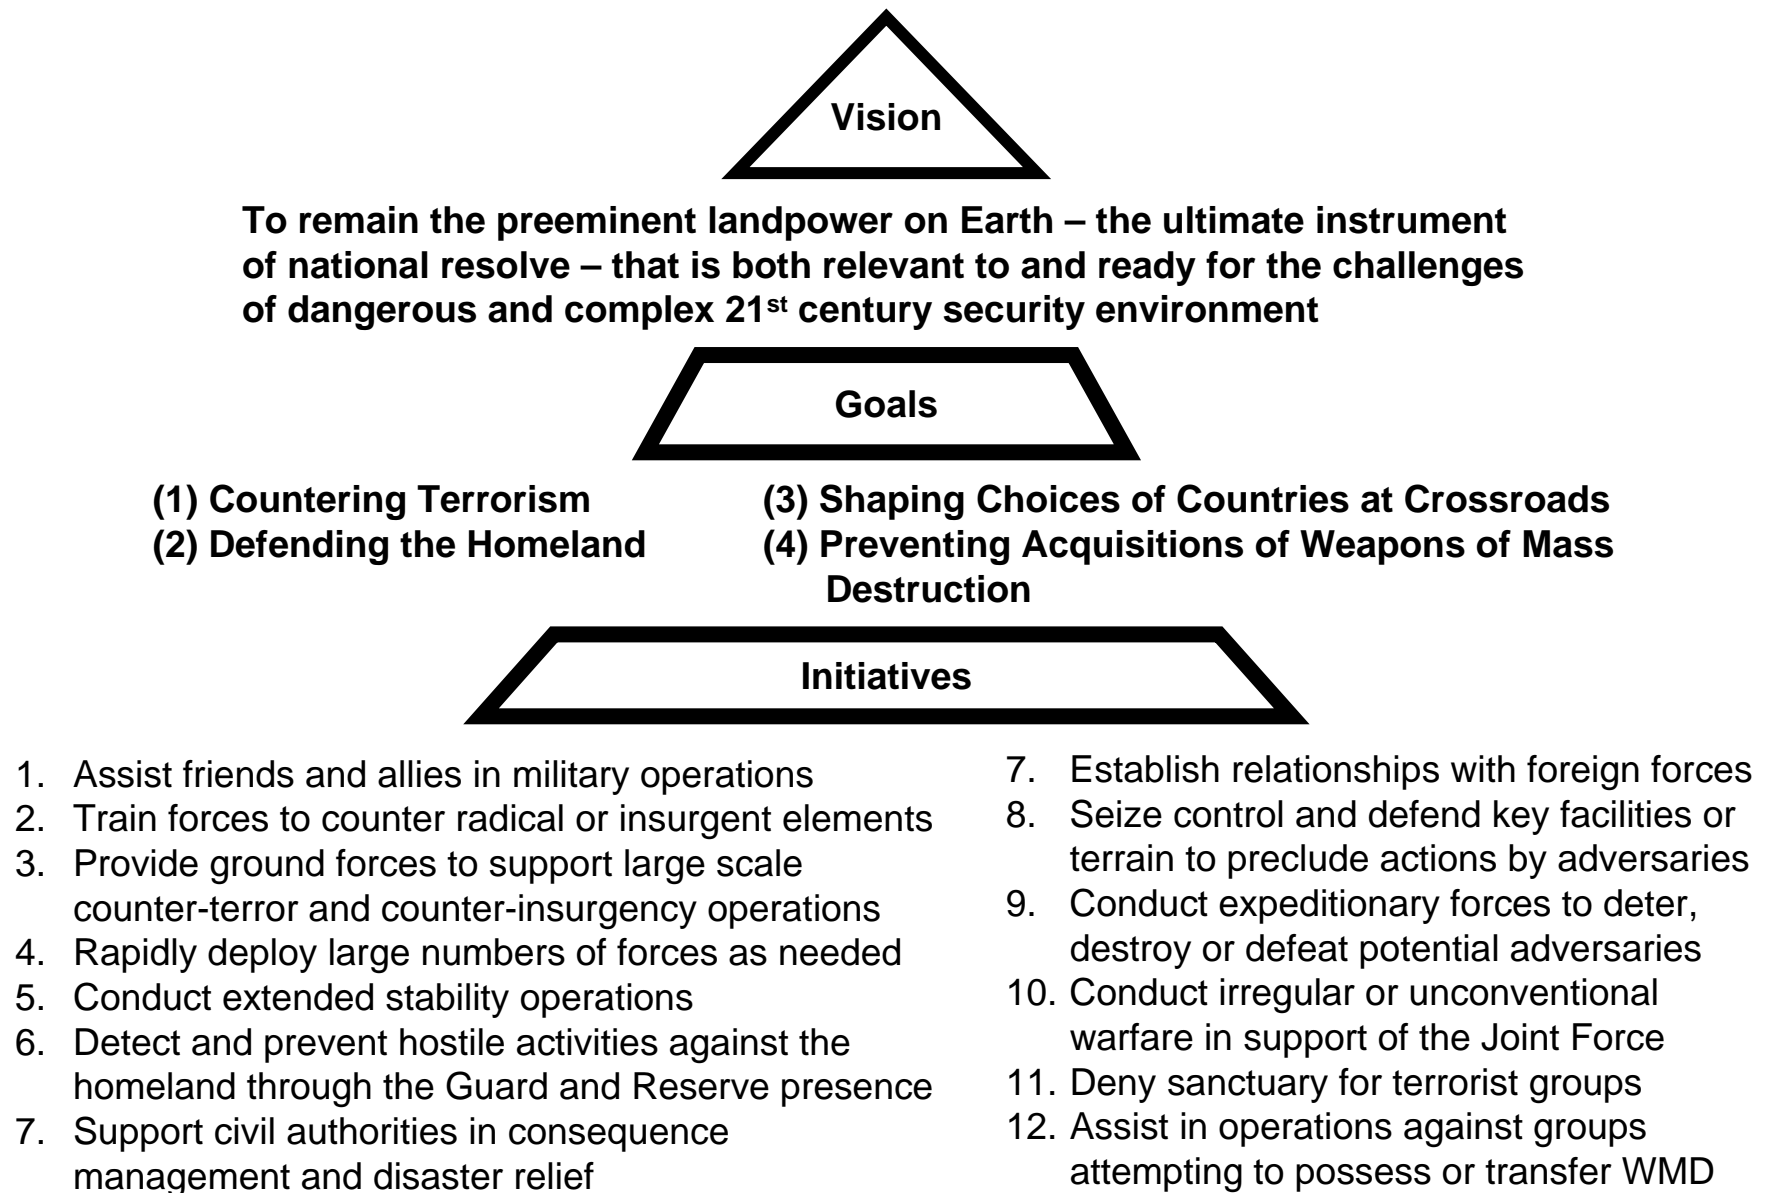 Vision
To remain the preeminent landpower on Earth – the ultimate instrument
of national resolve – that is both relevant to and ready for the challenges
of dangerous and complex 21st century security environment
Goals
(1) Countering Terrorism
(2) Defending the Homeland
(3) Shaping Choices of Countries at Crossroads
(4) Preventing Acquisitions of Weapons of Mass
Destruction
Initiatives
1. Assist friends and allies in military operations
2. Train forces to counter radical or insurgent elements
3. Provide ground forces to support large scale
counter-terror and counter-insurgency operations
4. Rapidly deploy large numbers of forces as needed
5. Conduct extended stability operations
6. Detect and prevent hostile activities against the
homeland through the Guard and Reserve presence
7. Support civil authorities in consequence
management and disaster relief
7. Establish relationships with foreign forces
8. Seize control and defend key facilities or
terrain to preclude actions by adversaries
9. Conduct expeditionary forces to deter,
destroy or defeat potential adversaries
10. Conduct irregular or unconventional
warfare in support of the Joint Force
11. Deny sanctuary for terrorist groups
12. Assist in operations against groups
attempting to possess or transfer WMD